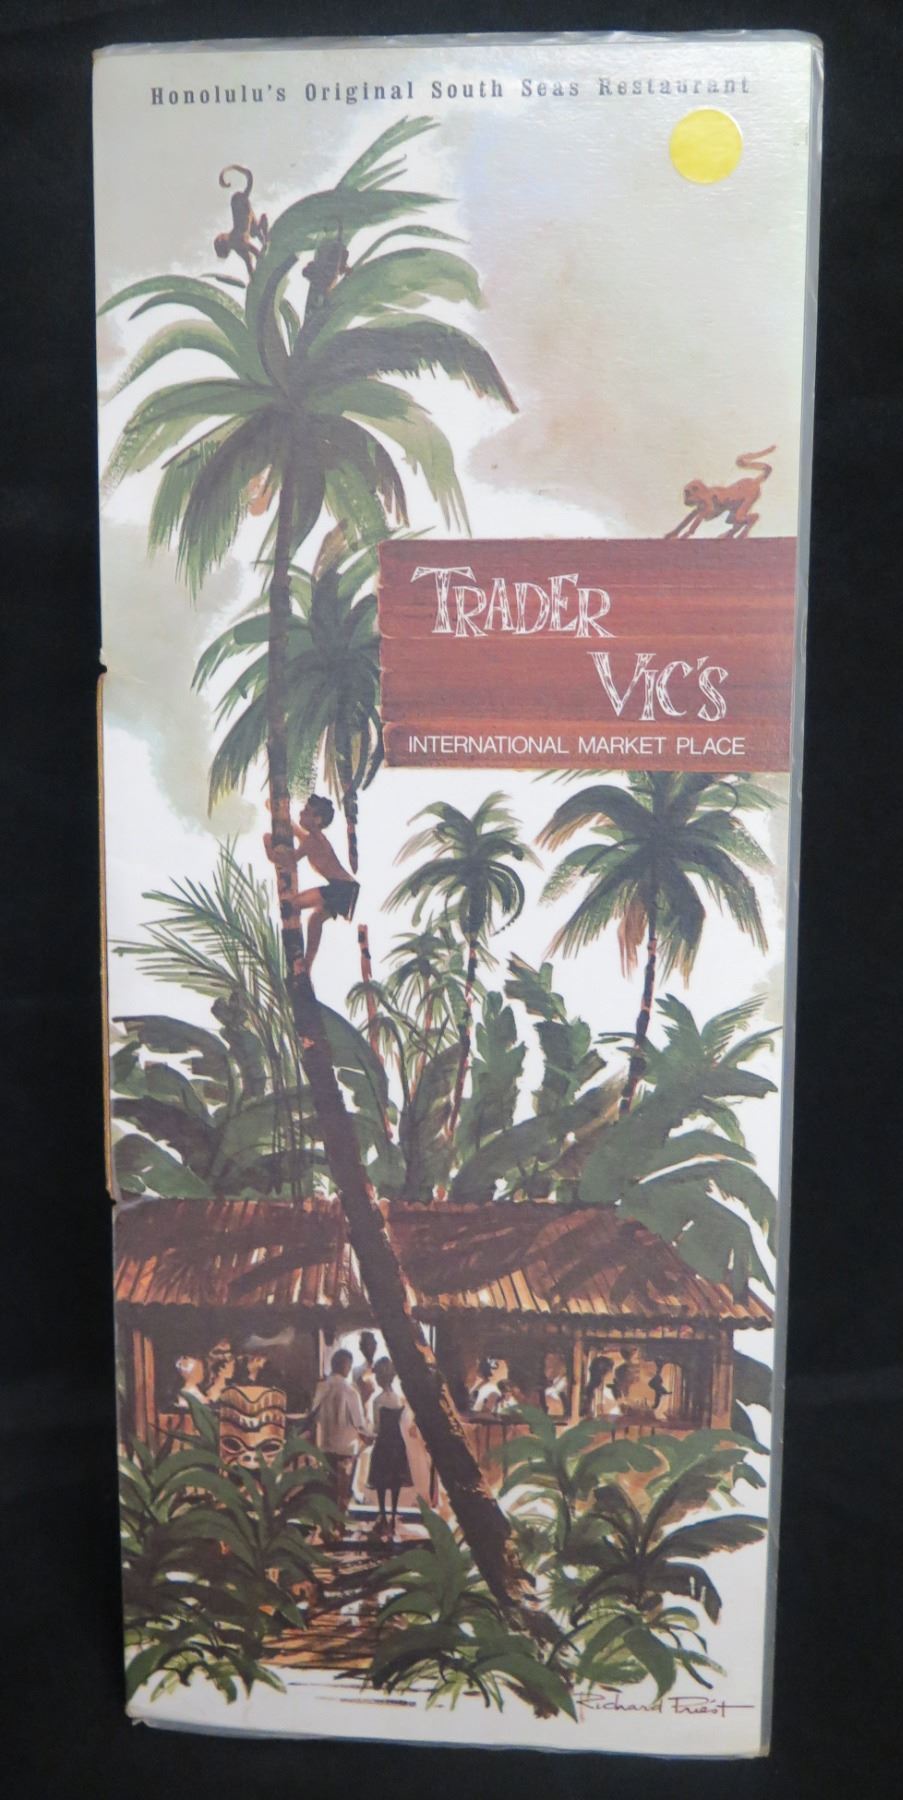 Honolulu's Original South Seas Restaurant
TRADER
VIC'S
INTERNATIONAL MARKET PLACE
Richard Priest